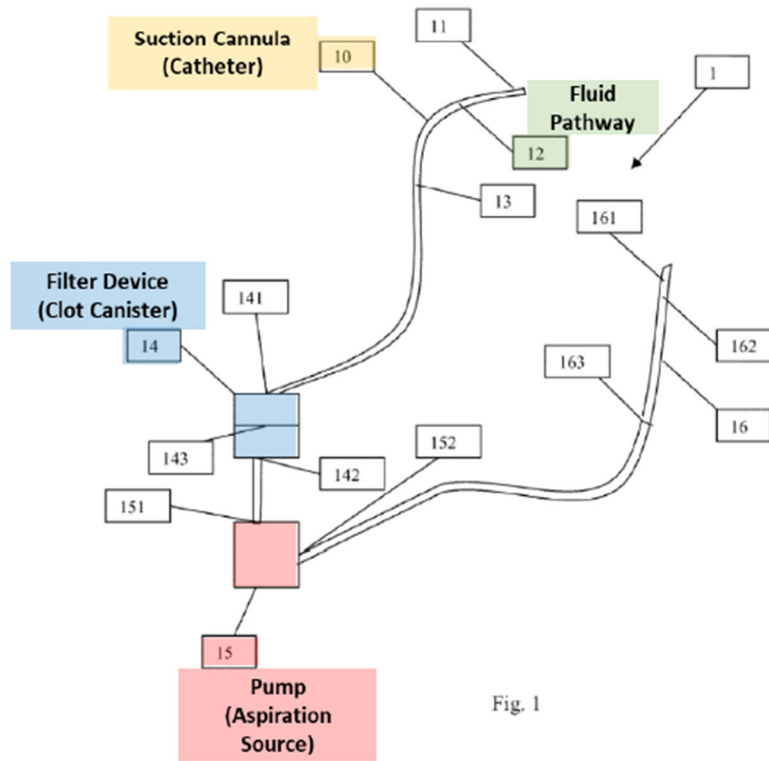 Suction Cannula
(Catheter)
10
11
1
Fluid
Pathway
12
13
161
Filter Device
(Clot Canister)
141
14
162
163
152
16
143
142
151
15
Pump
(Aspiration
Source)
Fig. 1